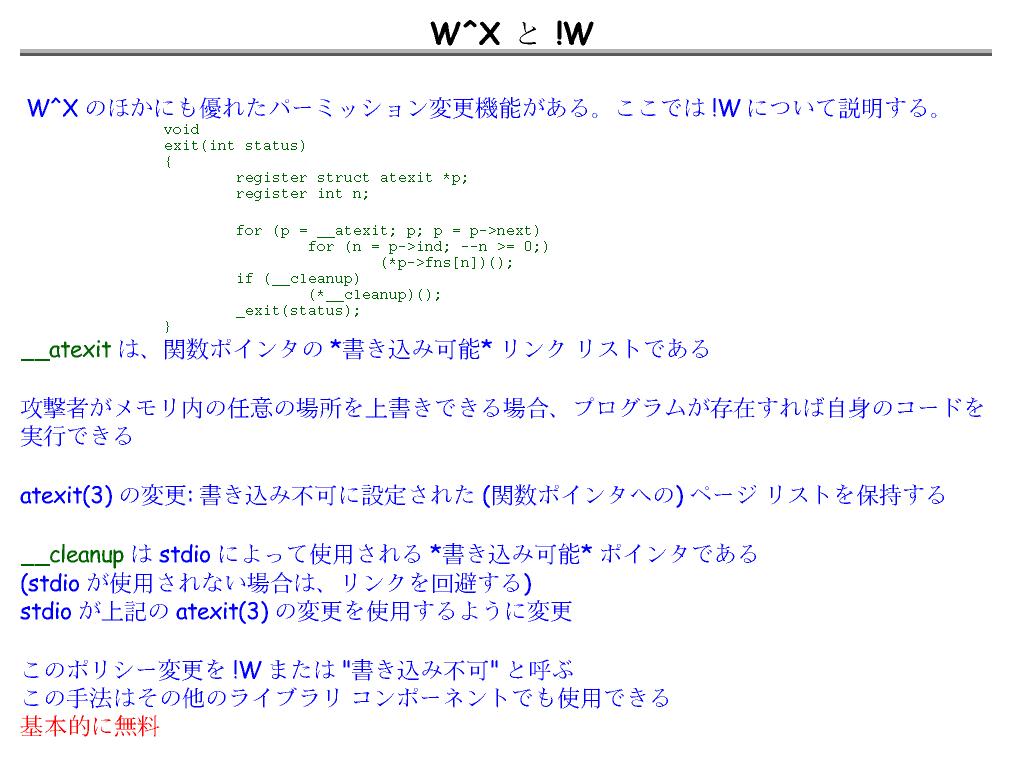 W^X と !W
W^X のほかにも優れたパーミッション変更機能がある。ここでは !W について説明する。
void
exit(int status)
{
register struct atexit *p;
register int n;
for (p = __atexit; p; p = p->next)
for (n = p->ind; --n >= 0;)
(*p->fns[n])();
if (__cleanup)
(*__cleanup)();
_exit(status);
}
__atexit は、関数ポインタの *書き込み可能* リンク リストである
攻撃者がメモリ内の任意の場所を上書きできる場合、プログラムが存在すれば自身のコードを
実行できる
atexit(3) の変更: 書き込み不可に設定された (関数ポインタへの) ページ リストを保持する
__cleanup は stdio によって使用される *書き込み可能* ポインタである
(stdio が使用されない場合は、リンクを回避する)
stdio が上記の atexit(3) の変更を使用するように変更
このポリシー変更を !W または "書き込み不可" と呼ぶ
この手法はその他のライブラリ コンポーネントでも使用できる
基本的に無料